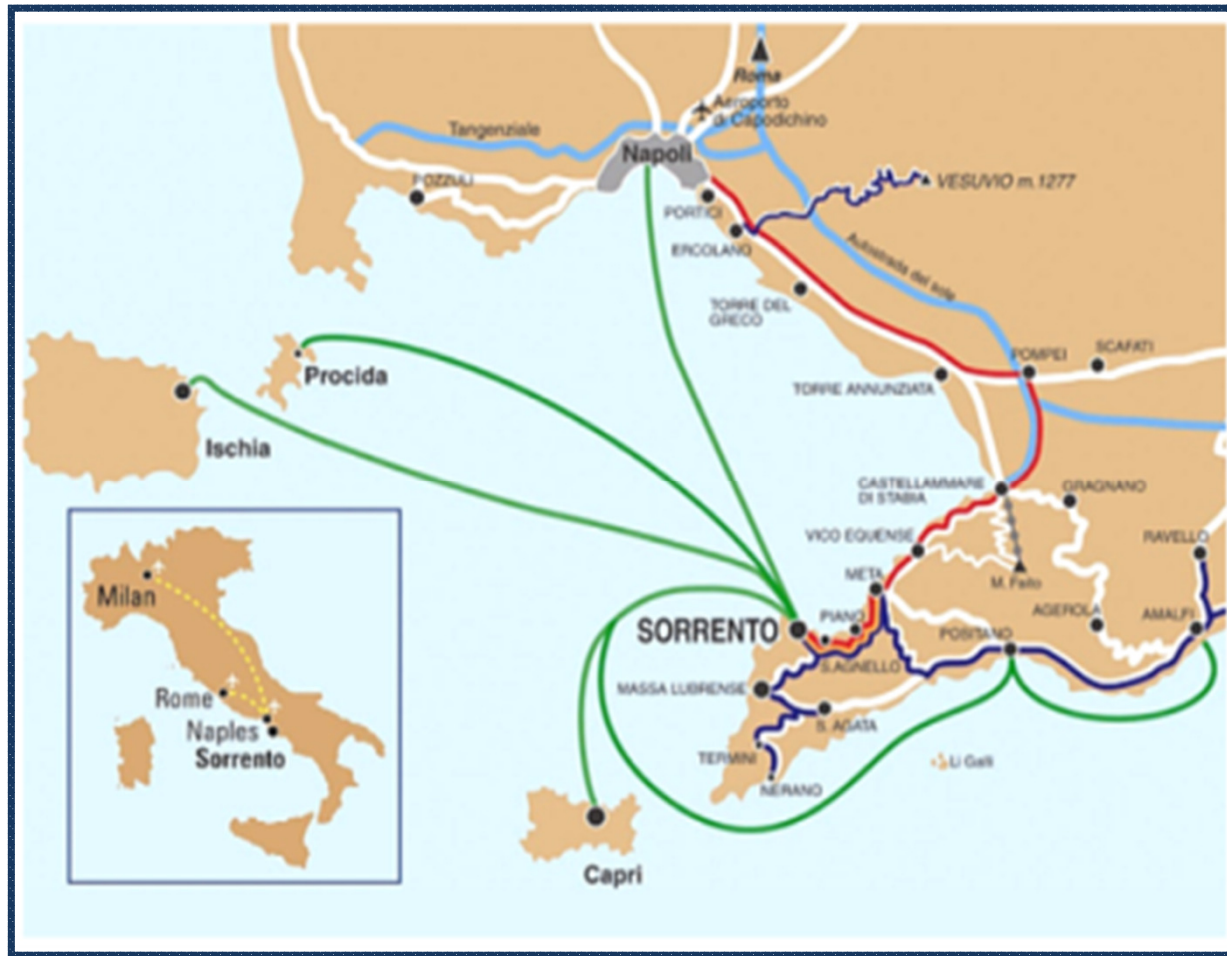 Roma
Aeroporto
di Capodichino
Tangenziale
Napoli
POZZULI
VESUVIO m.1277
PORTICI
ERCOLANO
Autostrada del sole
TORRE DEL
GRECO
POMPEI
SCAFATI
TORRE ANNUNZIATA
Procida
Ischia
CASTELLAMMARE
DI STABIA
GRAGNANO
VICO EQUENSE
RAVELLO
META
M. Faito
AGEROLA
AMALFI
PIANO
SORRENTO
POSITANO
S.AGNELLO
MASSA LUBRENSE
S. AGATA
TERMINI
NERANO
Li Galli
Capri
Milan
Rome
Naples
Sorrento